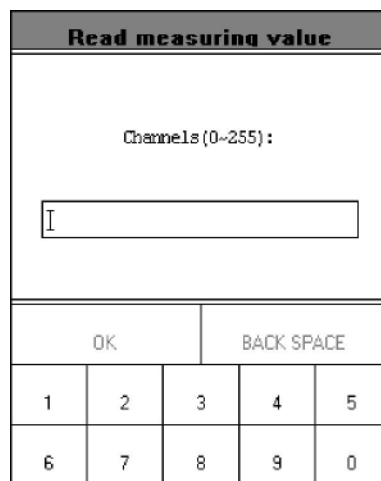 Read measuring value
Channels(0~255):
OK BACK SPACE
1 2 3 4 5
6 7 8 9 0